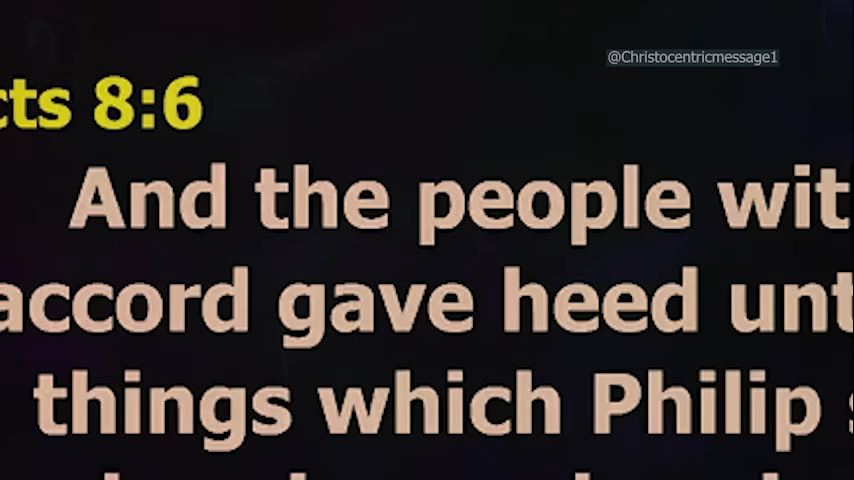 @Christocentricmessage1
cts 8:6
And the people wit
accord gave heed unt
things which Philip